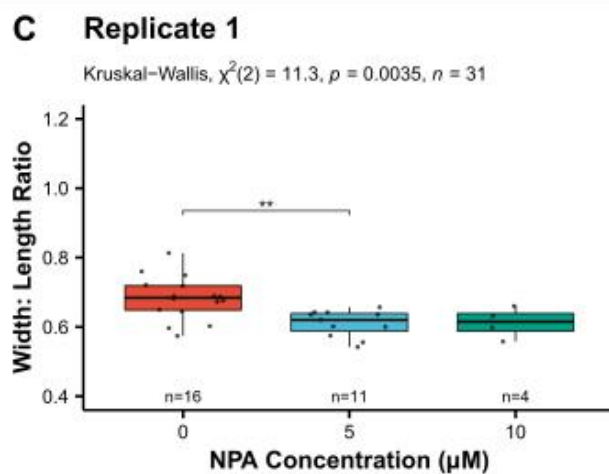 C Replicate 1
Kruskal−Wallis, χ²(2) = 11.3, p = 0.0035, n = 31
1.2
1.0
0.8
0.6
0.4
Width: Length Ratio
**
n=16 n=11 n=4
0 5 10
NPA Concentration (μM)